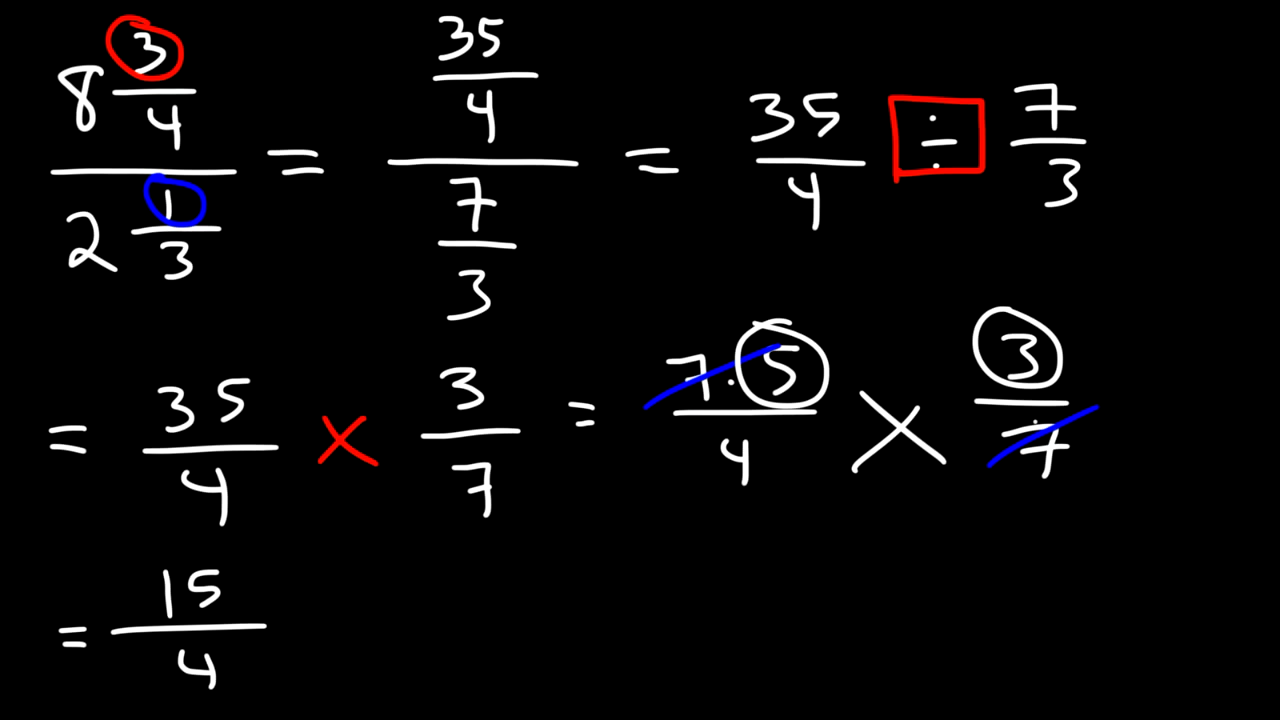 8 3/4 / 2 1/3 = 35/4 / 7/3 = 35/4 ÷ 7/3
= 35/4 × 3/7 = 7·5/4 × 3/7
= 15/4